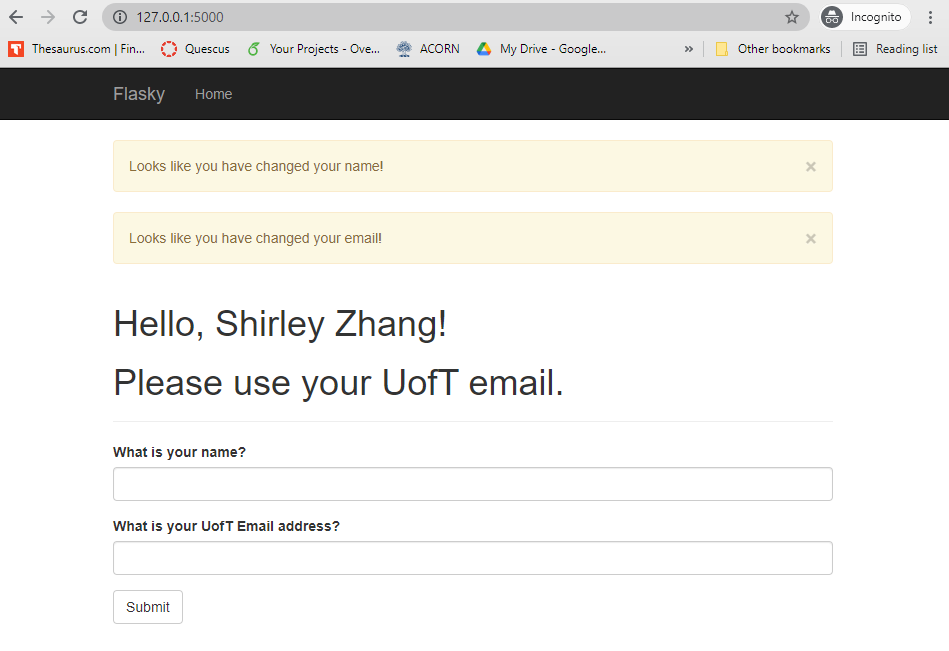 127.0.0.1:5000
Incognito
Thesaurus.com | Fin...
Quescus
Your Projects - Ove...
ACORN
My Drive - Google...
»
Other bookmarks
Reading list
Flasky
Home
Looks like you have changed your name!
×
Looks like you have changed your email!
×
Hello, Shirley Zhang!
Please use your UofT email.
What is your name?
What is your UofT Email address?
Submit